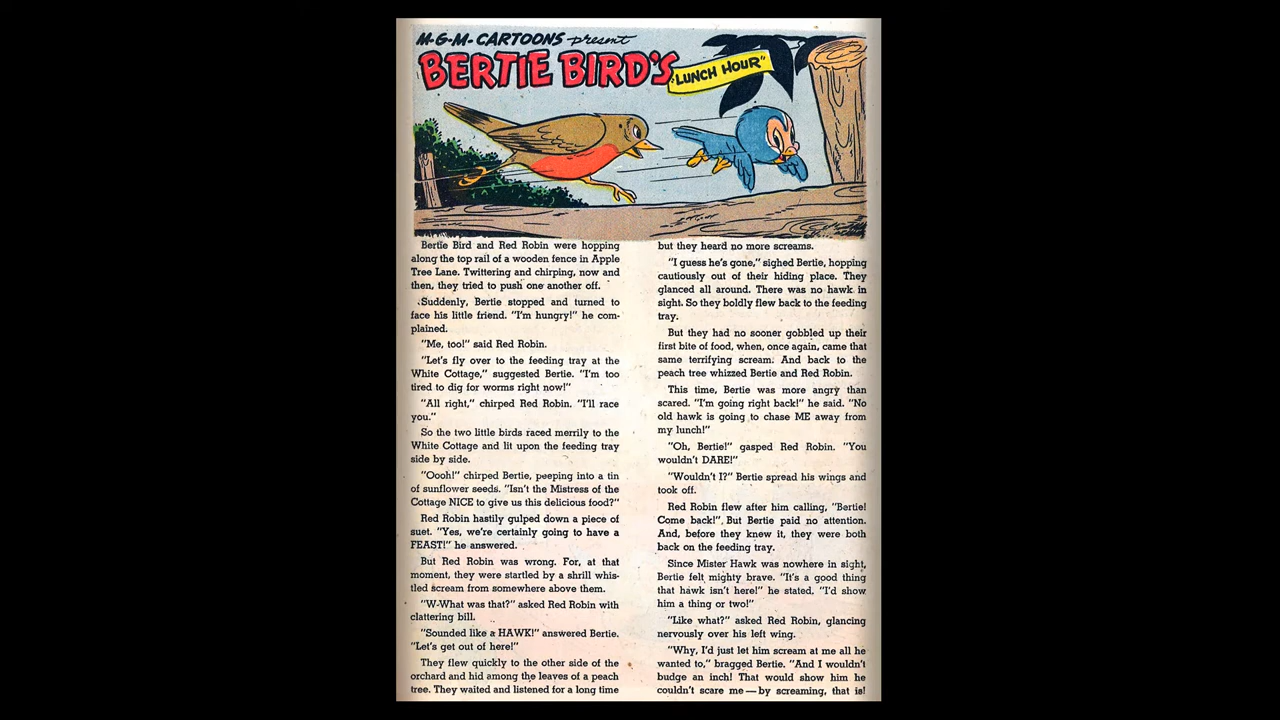 M-G-M-CARTOONS present
BERTIE BIRD'S
"LUNCH HOUR"
Bertie Bird and Red Robin were hopping
along the top rail of a wooden fence in Apple
Tree Lane. Twittering and chirping, now and
then, they tried to push one another off.
Suddenly, Bertie stopped and turned to
face his little friend. "I'm hungry!" he com-
plained.
"Me, too!" said Red Robin.
"Let's fly over to the feeding tray at the
White Cottage," suggested Bertie. "I'm too
tired to dig for worms right now!"
"All right," chirped Red Robin. "I'll race
you."
So the two little birds raced merrily to the
White Cottage and lit upon the feeding tray
side by side.
"Oooh!" chirped Bertie, peeping into a tin
of sunflower seeds. "Isn't the Mistress of the
Cottage NICE to give us this delicious food?"
Red Robin hastily gulped down a piece of
suet. "Yes, we're certainly going to have a
FEAST!" he answered.
But Red Robin was wrong. For, at that
moment, they were startled by a shrill whis-
tled scream from somewhere above them.
"W-What was that?" asked Red Robin with
clattering bill.
"Sounded like a HAWK!" answered Bertie.
"Let's get out of here!"
They flew quickly to the other side of the
orchard and hid among the leaves of a peach
tree. They waited and listened for a long time
but they heard no more screams.
"I guess he's gone," sighed Bertie, hopping
cautiously out of their hiding place. They
glanced all around. There was no hawk in
sight. So they boldly flew back to the feeding
tray.
But they had no sooner gobbled up their
first bite of food, when, once again, came that
same terrifying scream. And back to the
peach tree whizzed Bertie and Red Robin.
This time, Bertie was more angry than
scared. "I'm going right back!" he said. "No
old hawk is going to chase ME away from
my lunch!"
"Oh, Bertie!" gasped Red Robin. "You
wouldn't DARE!"
"Wouldn't I?" Bertie spread his wings and
took off.
Red Robin flew after him calling, "Bertie!
Come back!" But Bertie paid no attention.
And, before they knew it, they were both
back on the feeding tray.
Since Mister Hawk was nowhere in sight,
Bertie felt mighty brave. "It's a good thing
that hawk isn't here!" he stated. "I'd show
him a thing or two!"
"Like what?" asked Red Robin, glancing
nervously over his left wing.
"Why, I'd just let him scream at me all he
wanted to," bragged Bertie. "And I wouldn't
budge an inch! That would show him he
couldn't scare me — by screaming, that is!